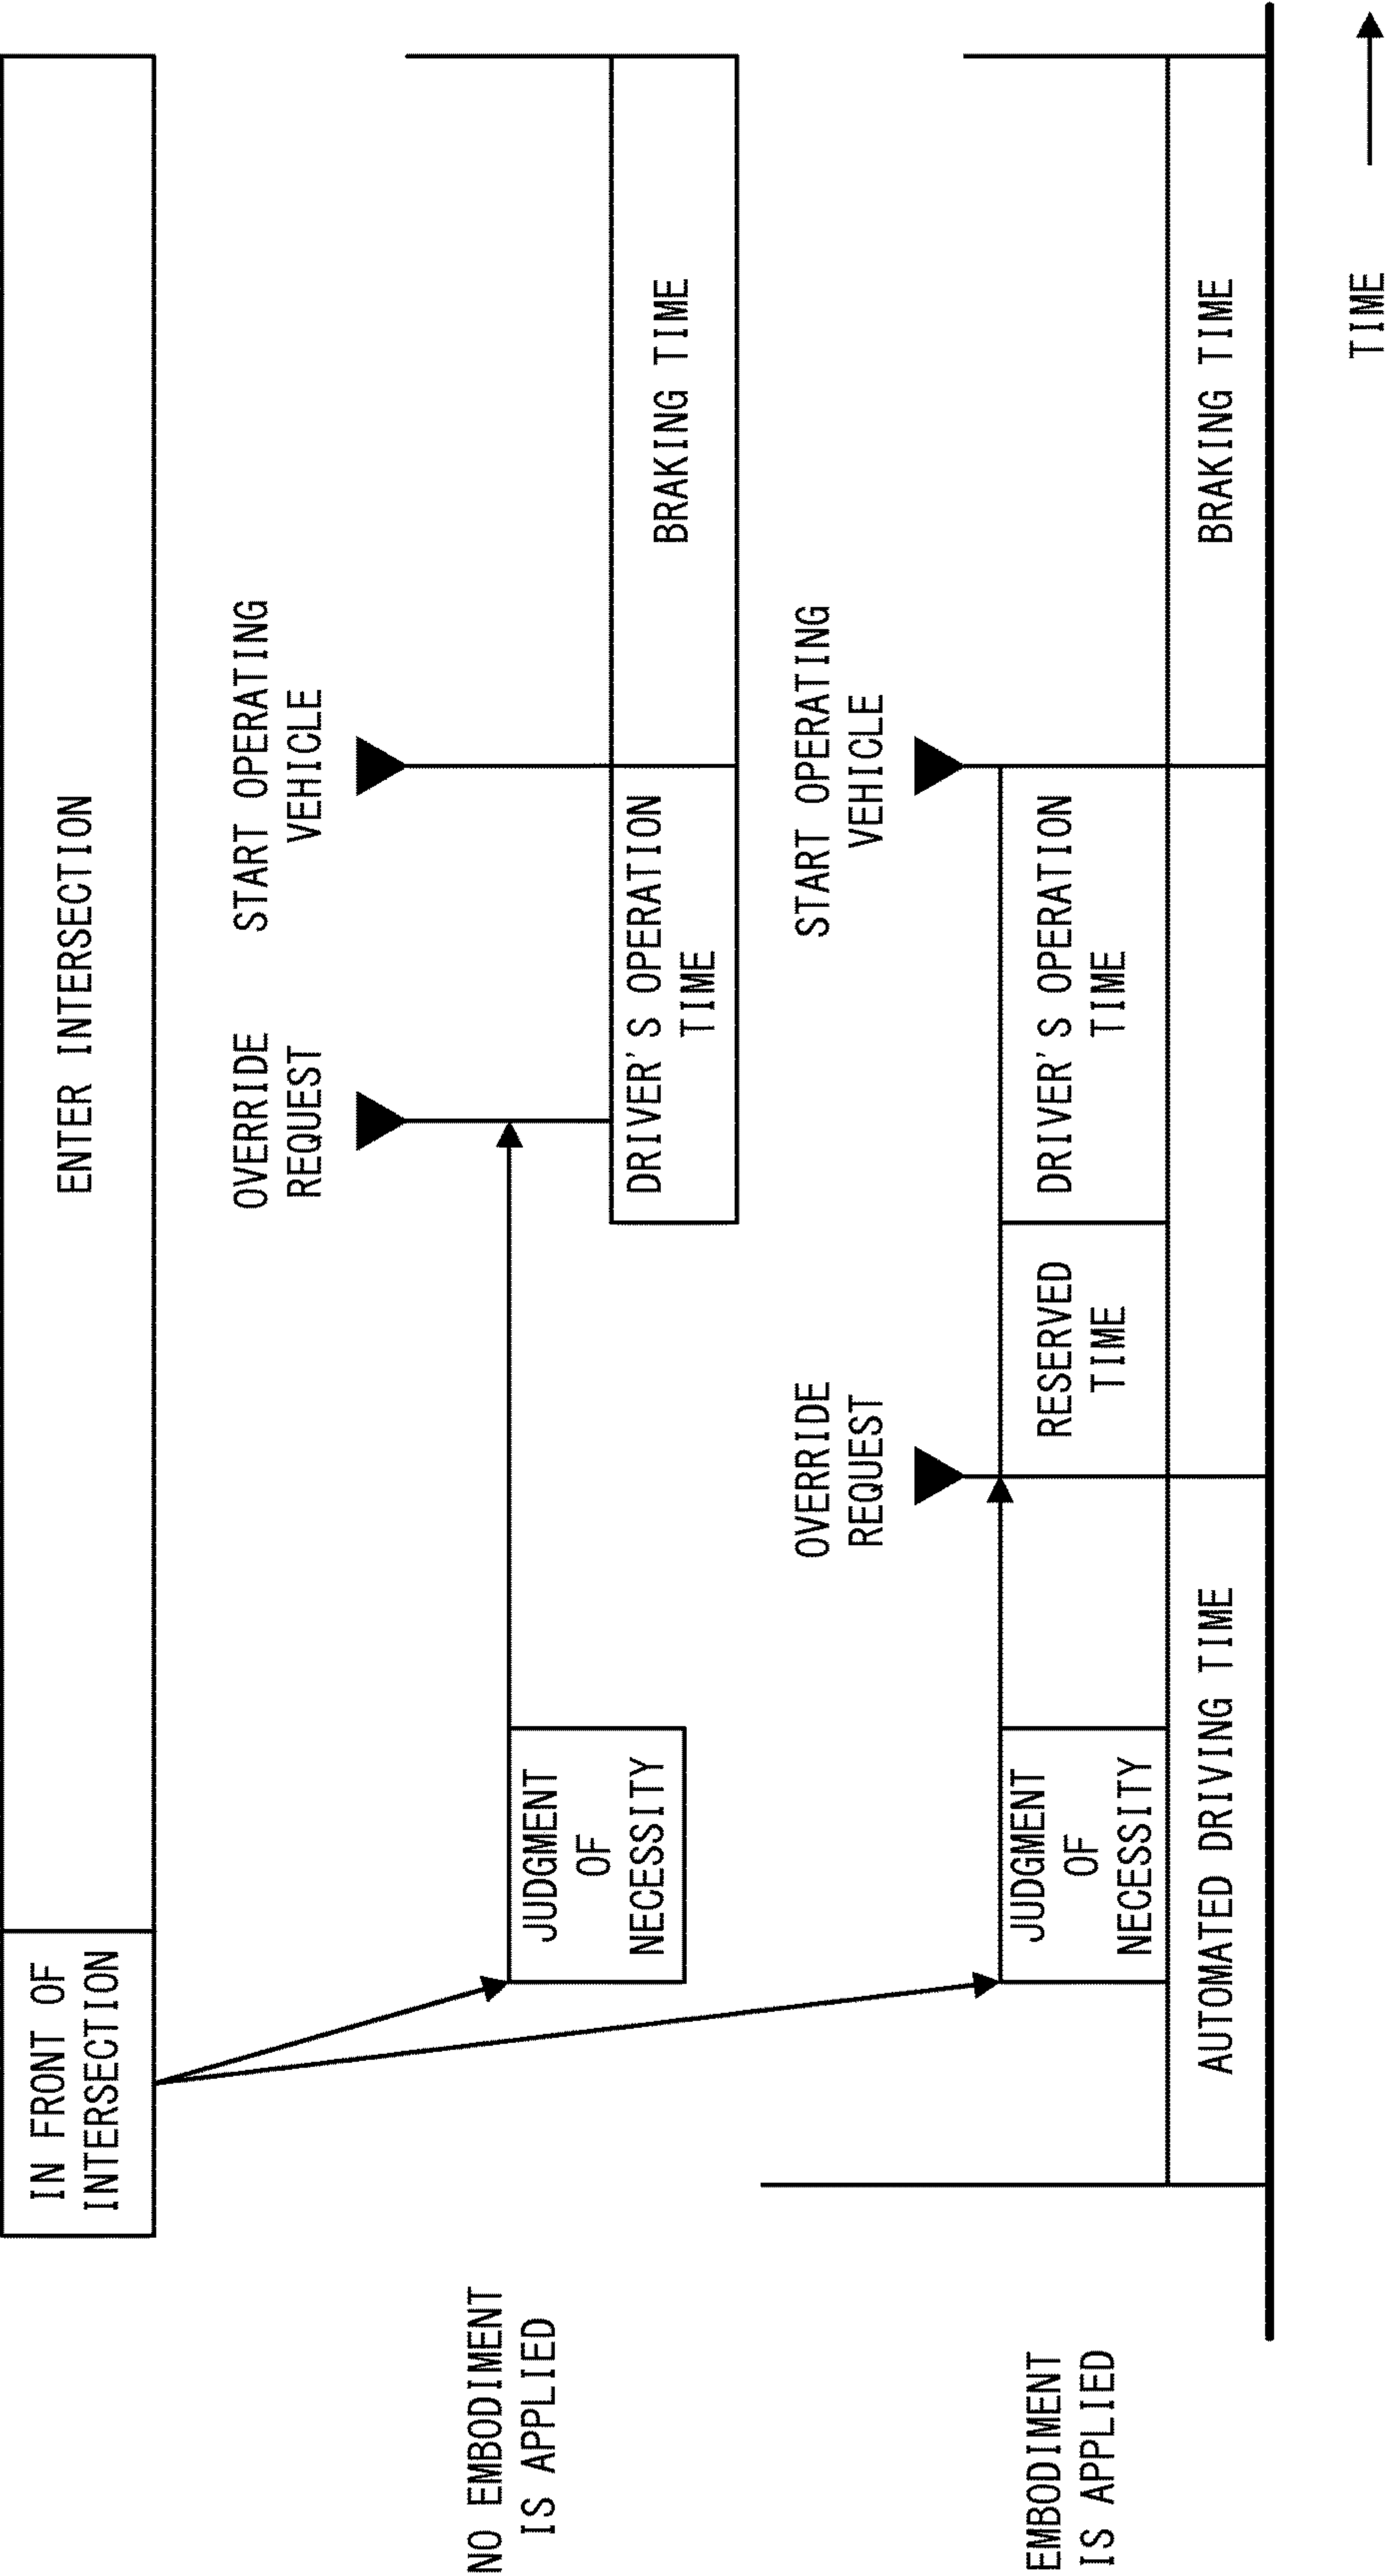 IN FRONT OF
INTERSECTION
ENTER INTERSECTION
OVERRIDE
REQUEST
START OPERATING
VEHICLE
NO EMBODIMENT
IS APPLIED
JUDGMENT
OF
NECESSITY
DRIVER'S OPERATION
TIME
BRAKING TIME
OVERRIDE
REQUEST
START OPERATING
VEHICLE
EMBODIMENT
IS APPLIED
JUDGMENT
OF
NECESSITY
RESERVED
TIME
DRIVER'S OPERATION
TIME
AUTOMATED DRIVING TIME
BRAKING TIME
TIME